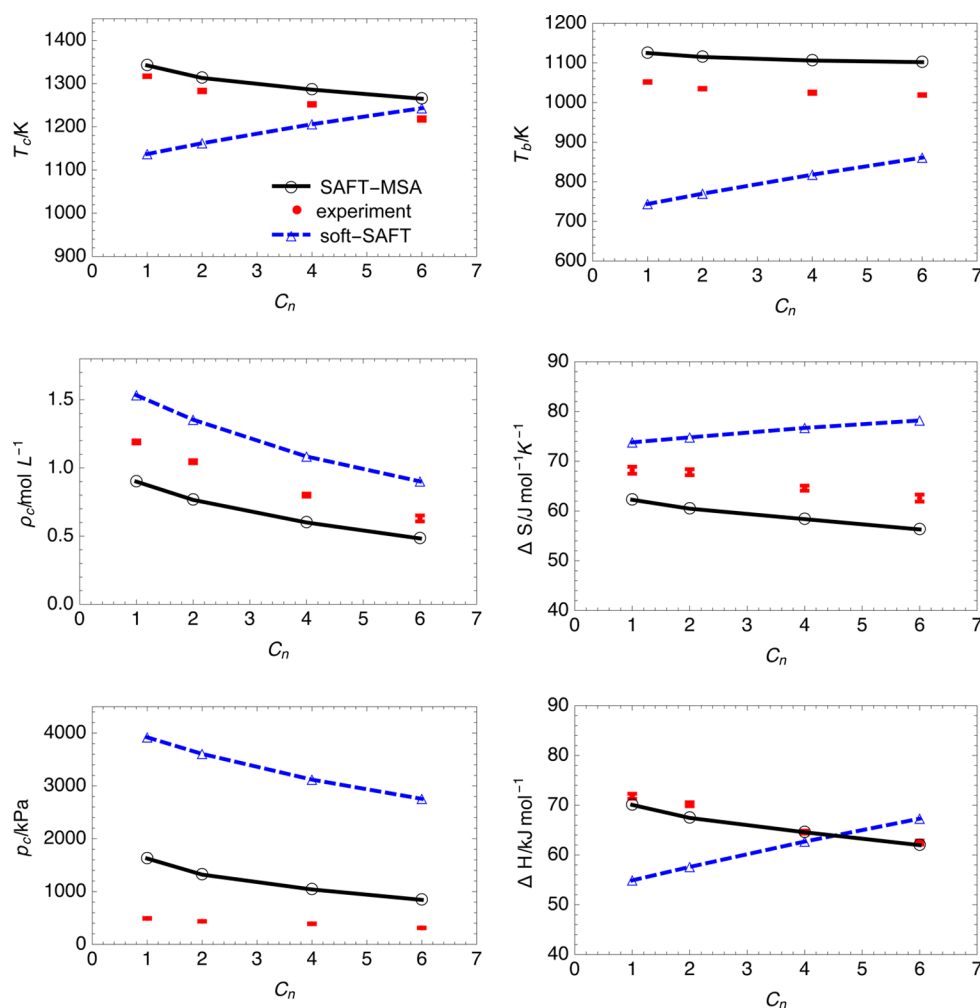 1400
1300
1200
1100
1000
900
T_c/K
SAFT−MSA
experiment
soft−SAFT
0 1 2 3 4 5 6 7
C_n
1200
1100
1000
900
800
700
600
T_b/K
0 1 2 3 4 5 6 7
C_n
1.5
1.0
0.5
0.0
ρ_c/mol L⁻¹
0 1 2 3 4 5 6 7
C_n
90
80
70
60
50
40
Δ S/J mol⁻¹K⁻¹
0 1 2 3 4 5 6 7
C_n
4000
3000
2000
1000
0
p_c/kPa
0 1 2 3 4 5 6 7
C_n
90
80
70
60
50
40
Δ H/kJ mol⁻¹
0 1 2 3 4 5 6 7
C_n